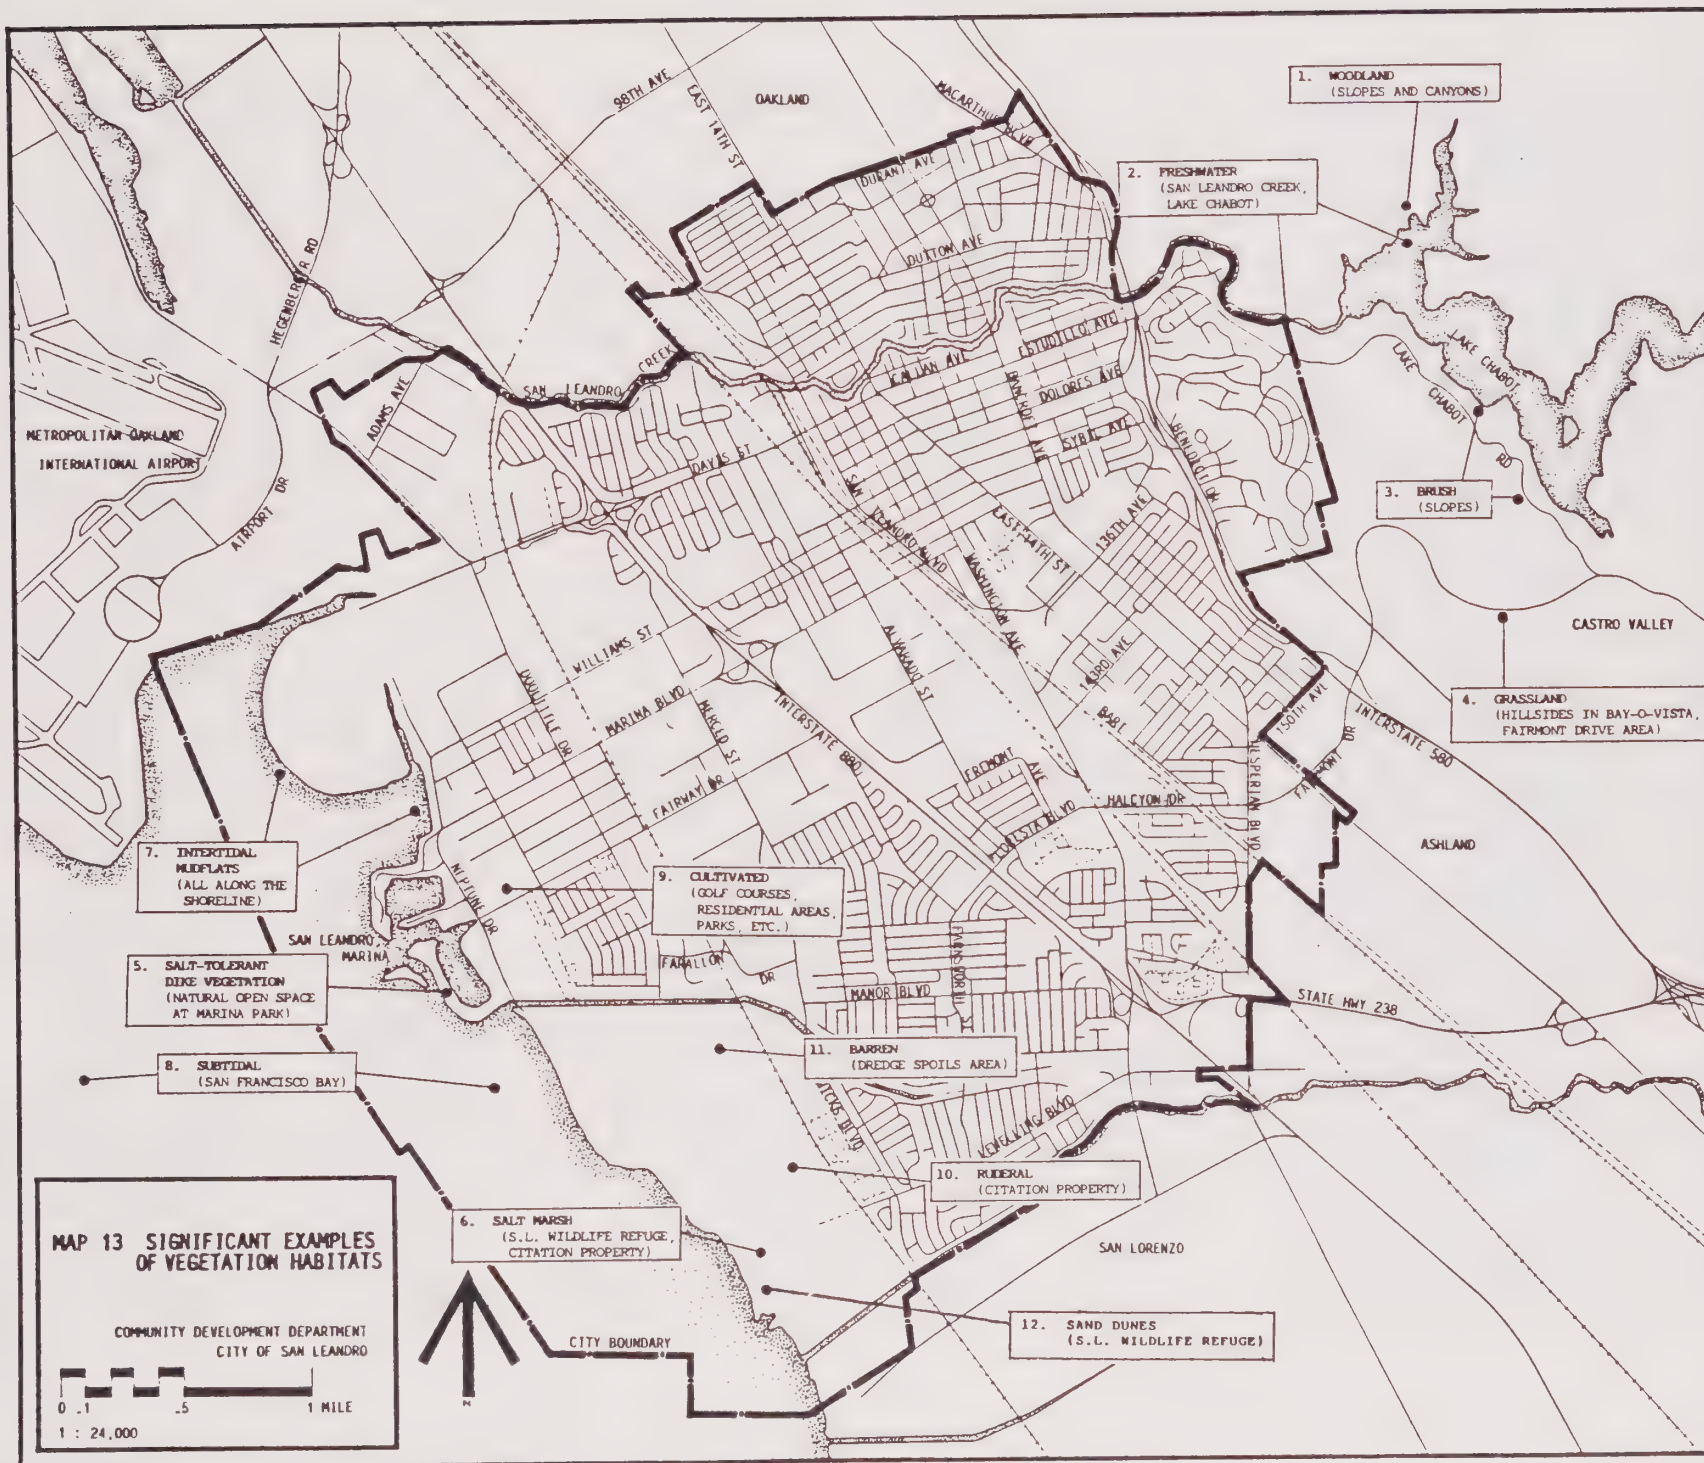 98TH AVE
EAST 14TH ST
OAKLAND
MACARTHUR BLVD
DURANT AVE
DUTTON AVE
HEGENBERGER RD
1. WOODLAND
(SLOPES AND CANYONS)
2. FRESHWATER
(SAN LEANDRO CREEK,
LAKE CHABOT)
ESTUDILLO AVE
CALLAN AVE
BANCROFT AVE
DOLORES AVE
SYBIL AVE
BENEDICT DR
LAKE CHABOT
LAKE CHABOT RD
SAN LEANDRO CREEK
ADAMS AVE
METROPOLITAN OAKLAND
INTERNATIONAL AIRPORT
AIRPORT DR
DAVIS ST
SAN LEANDRO BLVD
EAST 14TH ST
136TH AVE
WASHINGTON AVE
3. BRUSH
(SLOPES)
CASTRO VALLEY
4. GRASSLAND
(HILLSIDES IN BAY-O-VISTA,
FAIRMONT DRIVE AREA)
WILLIAMS ST
DOOLITTLE DR
MARINA BLVD
MERCED ST
ALVARADO ST
INTERSTATE 880
143RD AVE
BART
150TH AVE
INTERSTATE 580
FAIRMONT DR
HESPERIAN BLVD
FAIRWAY DR
FREMONT AVE
HALCYON DR
FLORESTA BLVD
ASHLAND
7. INTERTIDAL
MUDFLATS
(ALL ALONG THE
SHORELINE)
NEPTUNE DR
9. CULTIVATED
(GOLF COURSES,
RESIDENTIAL AREAS,
PARKS, ETC.)
SAN LEANDRO
MARINA
5. SALT-TOLERANT
DIKE VEGETATION
(NATURAL OPEN SPACE
AT MARINA PARK)
FARALLON DR
MANOR BLVD
FARNSWORTH ST
STATE HWY 238
8. SUBTIDAL
(SAN FRANCISCO BAY)
11. BARREN
(DREDGE SPOILS AREA)
WICKS BLVD
LEWELLING BLVD
10. RUDERAL
(CITATION PROPERTY)
6. SALT MARSH
(S.L. WILDLIFE REFUGE,
CITATION PROPERTY)
SAN LORENZO
12. SAND DUNES
(S.L. WILDLIFE REFUGE)
CITY BOUNDARY
N
MAP 13 SIGNIFICANT EXAMPLES
OF VEGETATION HABITATS
COMMUNITY DEVELOPMENT DEPARTMENT
CITY OF SAN LEANDRO
0 .1 .5 1 MILE
1 : 24,000